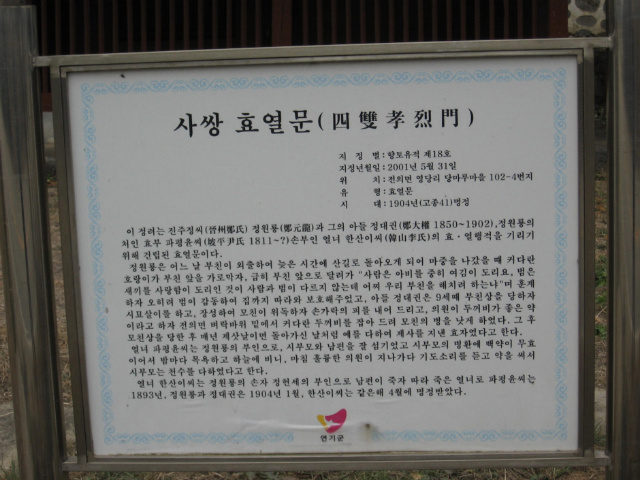 사쌍 효열문(四雙孝烈門)
지 정 별: 향토유적 제18호
지정년월일: 2001년 5월 31일
위 치: 전의면 영당리 달마루마을 102-4번지
유 형: 효열문
시 대: 1904년(고종41)명정
이 정려는 진주정씨(晉州鄭氏) 정원룡(鄭元龍)과 그의 아들 정대권(鄭大權 1850~1902),정원룡의
처인 효부 파평윤씨(坡平尹氏 1811~?)손부인 열녀 한산이씨(韓山李氏)의 효·열행적을 기리기
위해 건립된 효열문이다.
정원룡은 어느 날 부친이 외출하여 늦은 시간에 산길로 돌아오게 되어 마중을 나갔을 때 커다란
호랑이가 부친 앞을 가로막자, 급히 부친 앞으로 달려가 "사람은 아비를 중히 여김이 도리요, 범은
새끼를 사랑함이 도리인 것이 사람과 범이 다르지 않는데 어찌 우리 부친을 해치려 하는냐"며 훈계
하자 오히려 범이 감동하여 집까지 따라와 보호해주었고, 아들 정대권은 9세때 부친상을 당하자
시묘살이를 하고, 장성하여 모친이 위독하자 손가락의 피를 내어 드리고, 의원이 두꺼비가 좋은 약
이라고 하자 전의면 비럭바위 밑에서 커다란 두꺼비를 잡아 드려 모친의 병을 낫게 하였다. 그 후
모친상을 당한 후 매년 제삿날이면 돌아가신 날처럼 예를 다하여 제사를 지낸 효자였다고 한다.
열녀 파평윤씨는 정원룡의 부인으로, 시부모와 남편을 잘 섬기었고 시부모의 병환에 백약이 무효
이어서 밤마다 목욕하고 하늘에 비니, 마침 훌륭한 의원이 지나가다 기도소리를 듣고 약을 써서
시부모는 천수를 다하였다고 한다.
열녀 한산이씨는 정원룡의 손자 정헌세의 부인으로 남편이 죽자 따라 죽은 열녀로 파평윤씨는
1893년, 정원룡과 정대권은 1904년 1월, 한산이씨는 같은해 4월에 명정받았다.
연기군